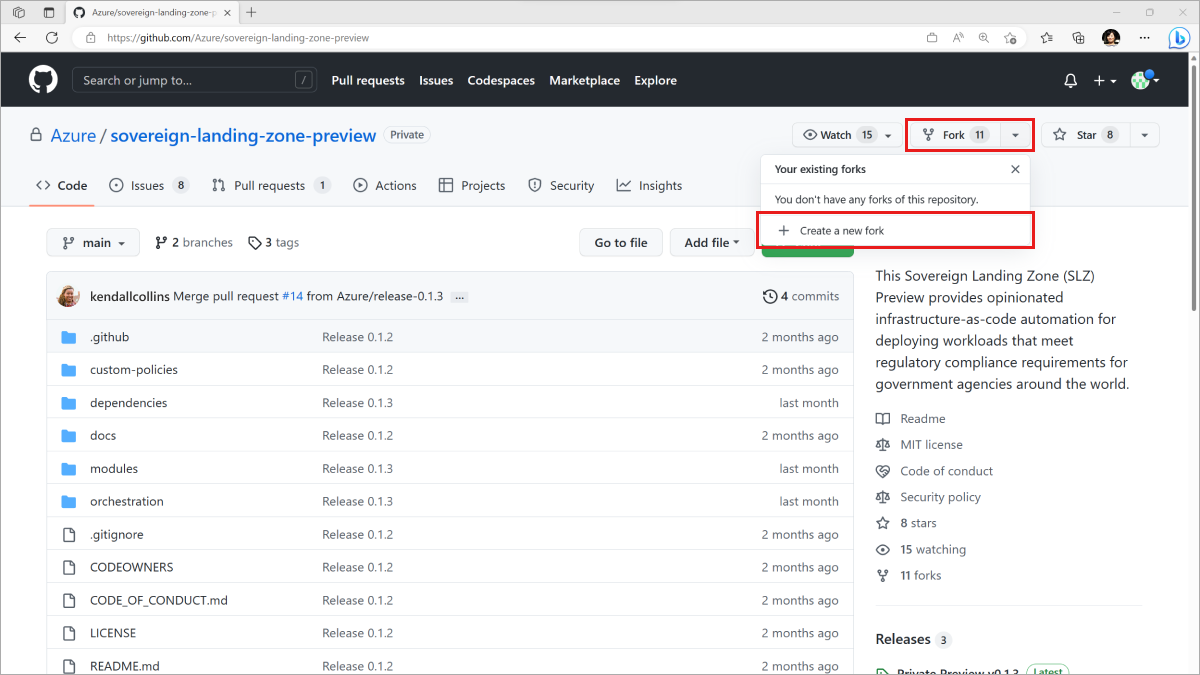 Azure/sovereign-landing-zone-p
https://github.com/Azure/sovereign-landing-zone-preview
Search or jump to... / Pull requests Issues Codespaces Marketplace Explore
Azure / sovereign-landing-zone-preview Private Watch 15 Fork 11 Star 8
Your existing forks
Code Issues 8 Pull requests 1 Actions Projects Security Insights
You don't have any forks of this repository.
Create a new fork
main 2 branches 3 tags Go to file Add file
kendallcollins Merge pull request #14 from Azure/release-0.1.3 ... 4 commits
.github Release 0.1.2 2 months ago
custom-policies Release 0.1.2 2 months ago
dependencies Release 0.1.3 last month
docs Release 0.1.2 2 months ago
modules Release 0.1.3 last month
orchestration Release 0.1.3 last month
.gitignore Release 0.1.2 2 months ago
CODEOWNERS Release 0.1.2 2 months ago
CODE_OF_CONDUCT.md Release 0.1.2 2 months ago
LICENSE Release 0.1.2 2 months ago
README.md Release 0.1.2 2 months ago
This Sovereign Landing Zone (SLZ)
Preview provides opinionated
infrastructure-as-code automation for
deploying workloads that meet
regulatory compliance requirements for
government agencies around the world.
Readme
MIT license
Code of conduct
Security policy
8 stars
15 watching
11 forks
Releases 3
Private Preview v0.1.3 Latest